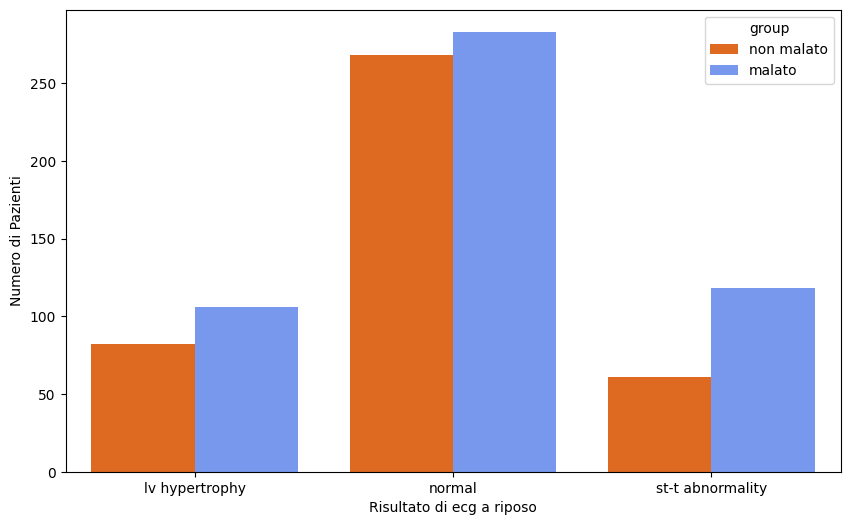 group
non malato
malato
250
200
150
100
50
0
Numero di Pazienti
lv hypertrophy
normal
st-t abnormality
Risultato di ecg a riposo